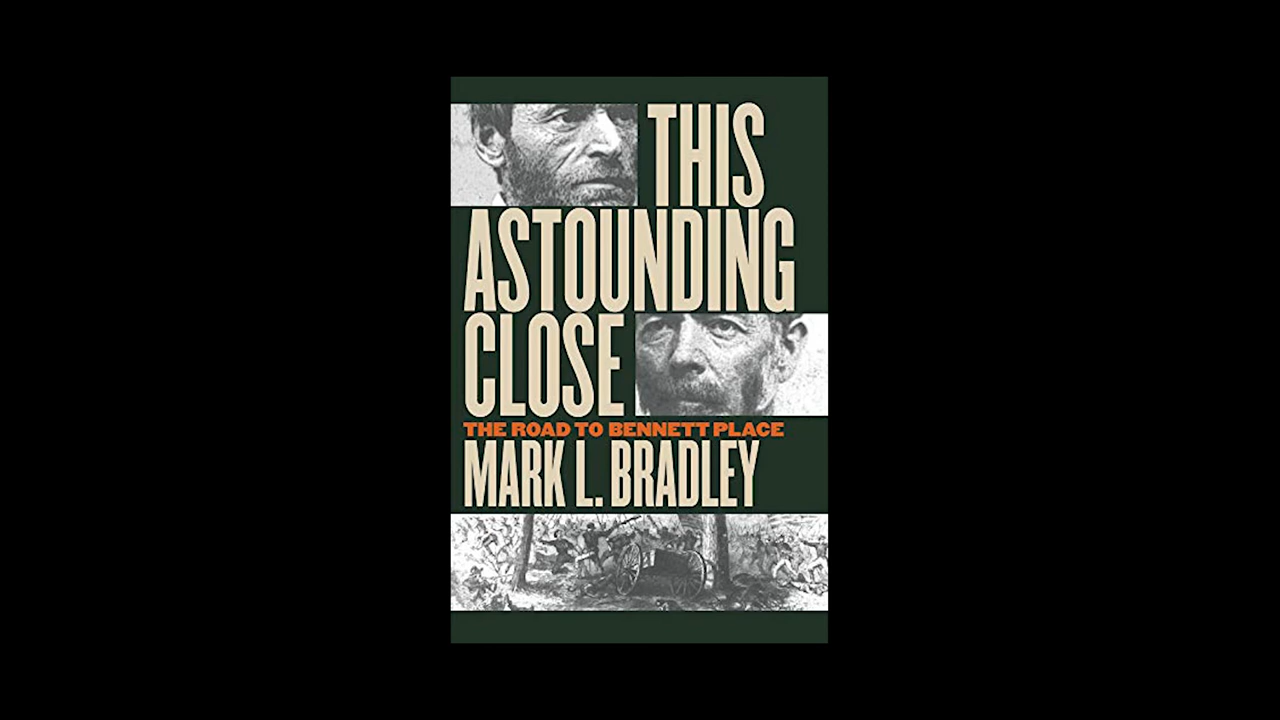 THIS
ASTOUNDING
CLOSE
THE ROAD TO BENNETT PLACE
MARK L. BRADLEY